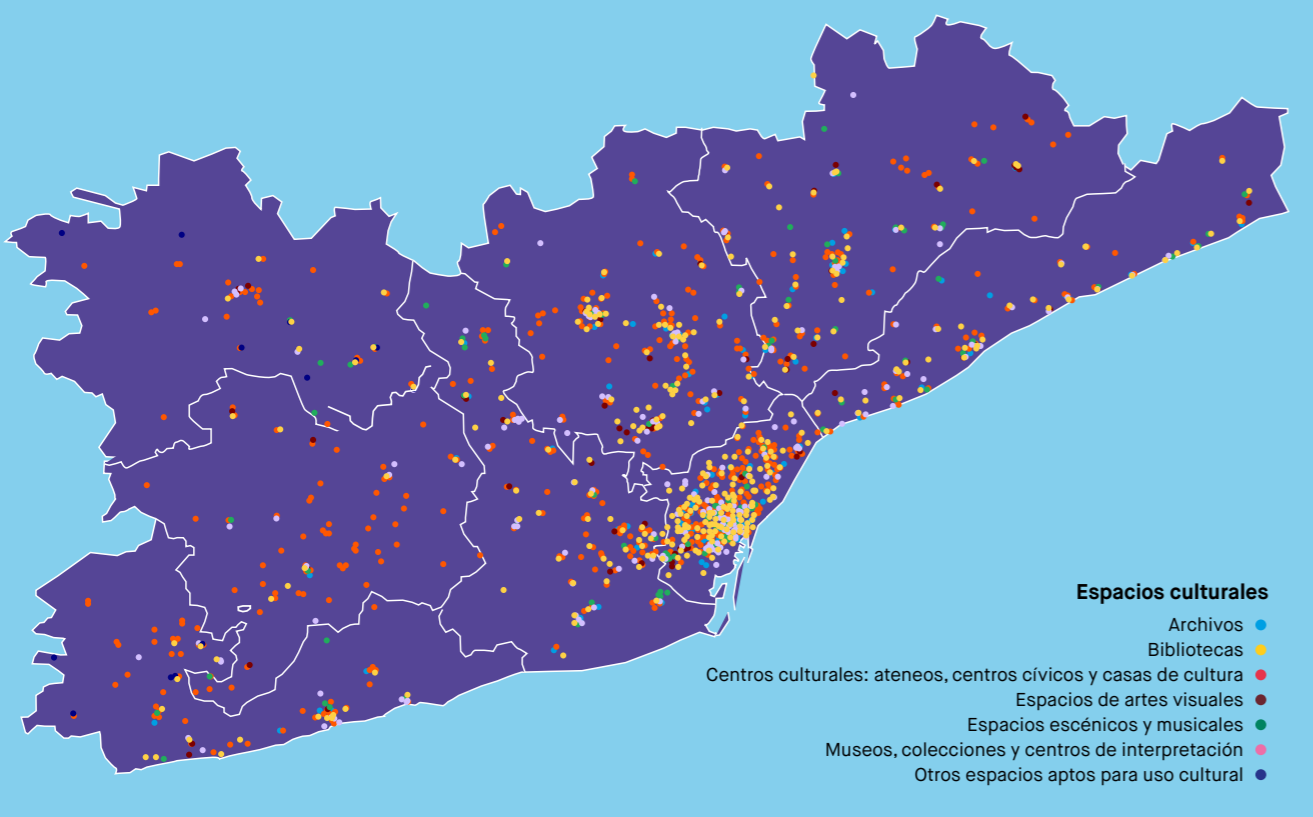 Espacios culturales
Archivos
Bibliotecas
Centros culturales: ateneos, centros cívicos y casas de cultura
Espacios de artes visuales
Espacios escénicos y musicales
Museos, colecciones y centros de interpretación
Otros espacios aptos para uso cultural